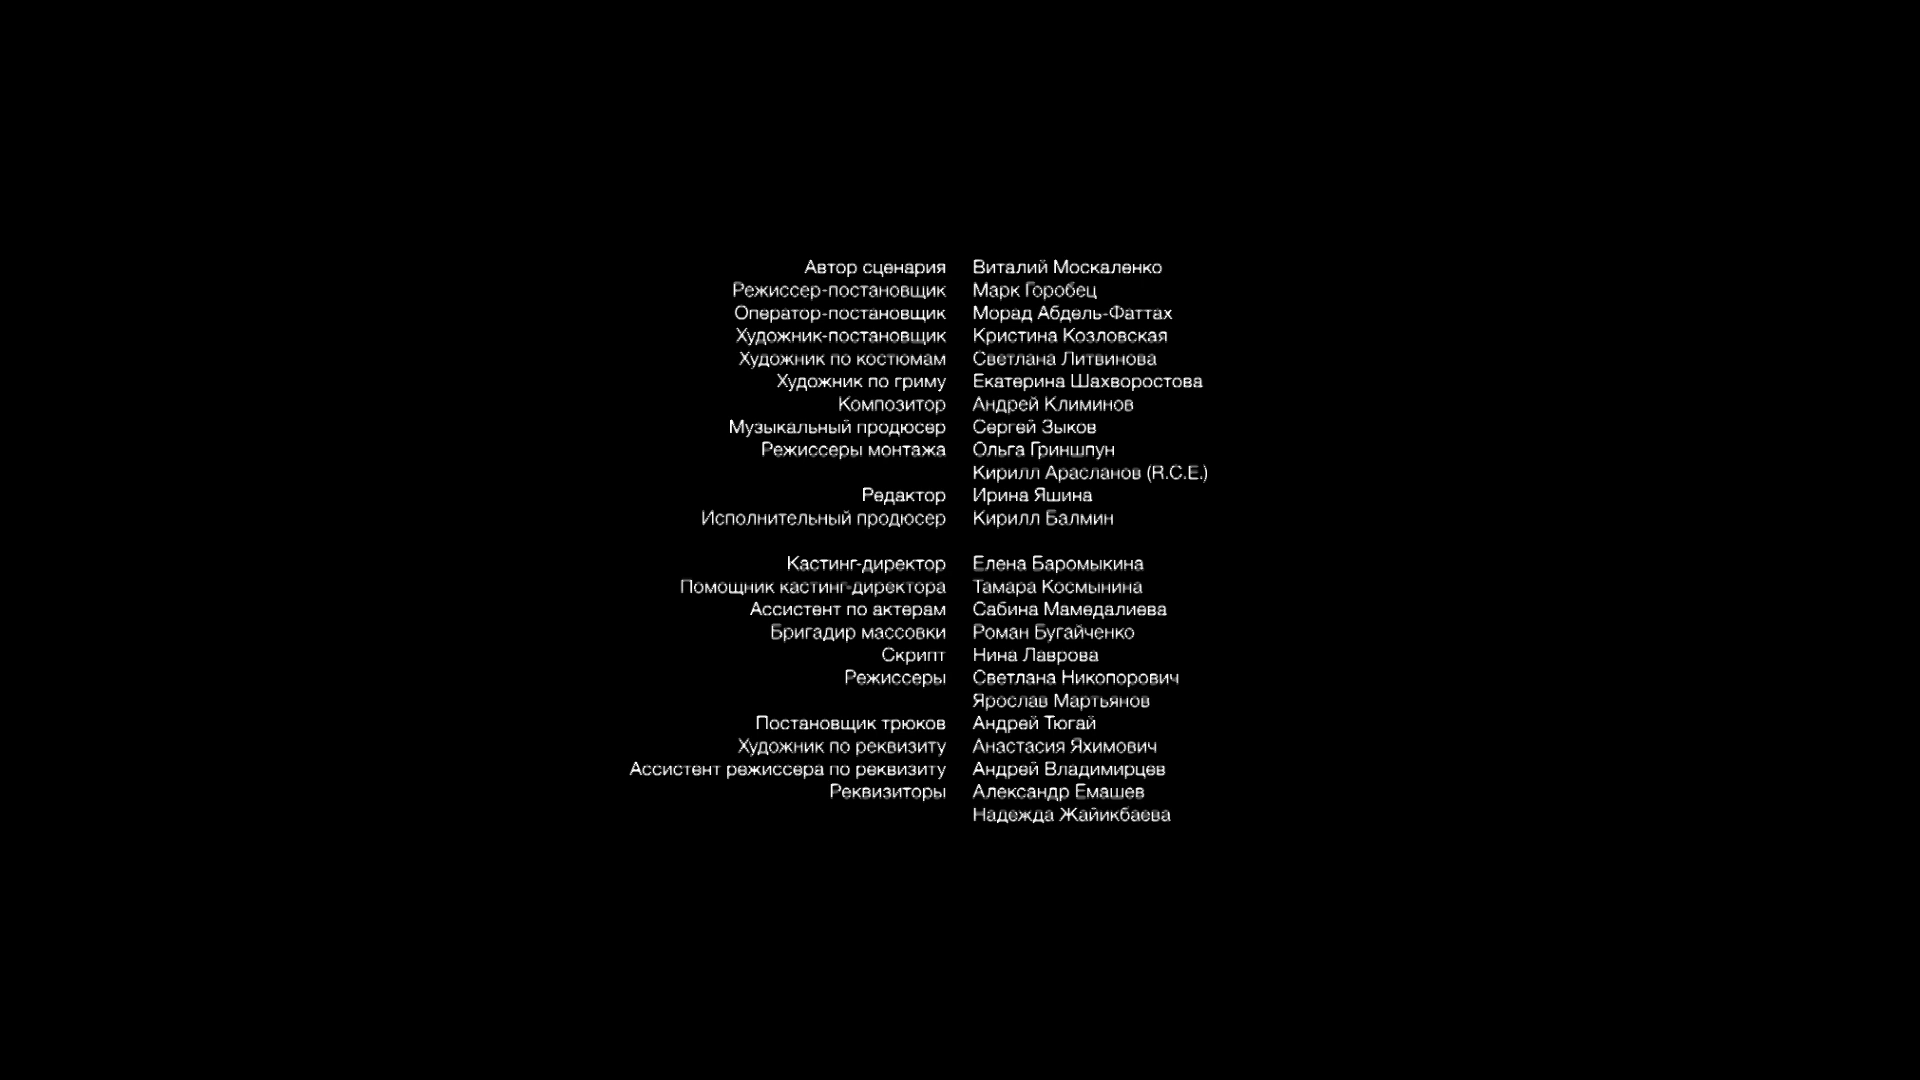 Автор сценария Виталий Москаленко
Режиссер-постановщик Марк Горобец
Оператор-постановщик Морад Абдель-Фаттах
Художник-постановщик Кристина Козловская
Художник по костюмам Светлана Литвинова
Художник по гриму Екатерина Шахворостова
Композитор Андрей Климинов
Музыкальный продюсер Сергей Зыков
Режиссеры монтажа Ольга Гриншпун
Кирилл Арасланов (R.C.E.)
Редактор Ирина Яшина
Исполнительный продюсер Кирилл Балмин
Кастинг-директор Елена Баромыкина
Помощник кастинг-директора Тамара Космынина
Ассистент по актерам Сабина Мамедалиева
Бригадир массовки Роман Бугайченко
Скрипт Нина Лаврова
Режиссеры Светлана Никопорович
Ярослав Мартьянов
Постановщик трюков Андрей Тюгай
Художник по реквизиту Анастасия Яхимович
Ассистент режиссера по реквизиту Андрей Владимирцев
Реквизиторы Александр Емашев
Надежда Жайикбаева